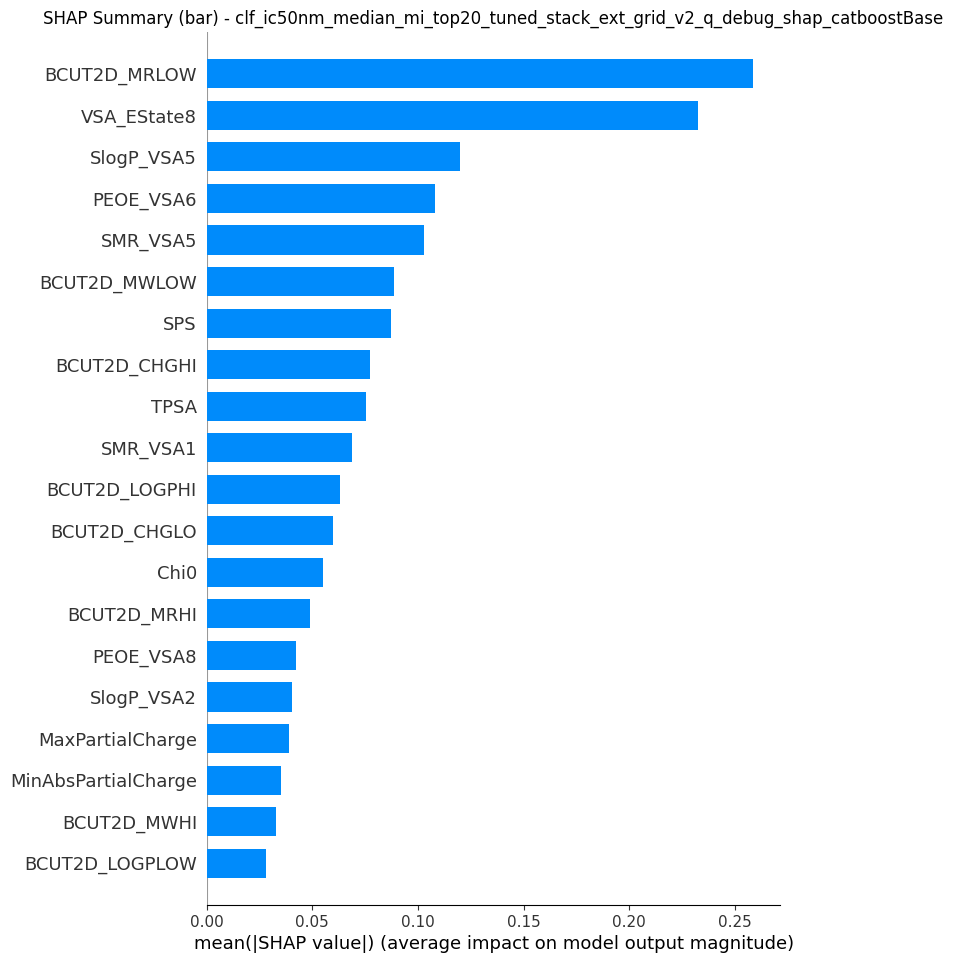 SHAP Summary (bar) - clf_ic50nm_median_mi_top20_tuned_stack_ext_grid_v2_q_debug_shap_catboostBase
BCUT2D_MRLOW
VSA_EState8
SlogP_VSA5
PEOE_VSA6
SMR_VSA5
BCUT2D_MWLOW
SPS
BCUT2D_CHGHI
TPSA
SMR_VSA1
BCUT2D_LOGPHI
BCUT2D_CHGLO
Chi0
BCUT2D_MRHI
PEOE_VSA8
SlogP_VSA2
MaxPartialCharge
MinAbsPartialCharge
BCUT2D_MWHI
BCUT2D_LOGPLOW
0.00 0.05 0.10 0.15 0.20 0.25
mean(|SHAP value|) (average impact on model output magnitude)